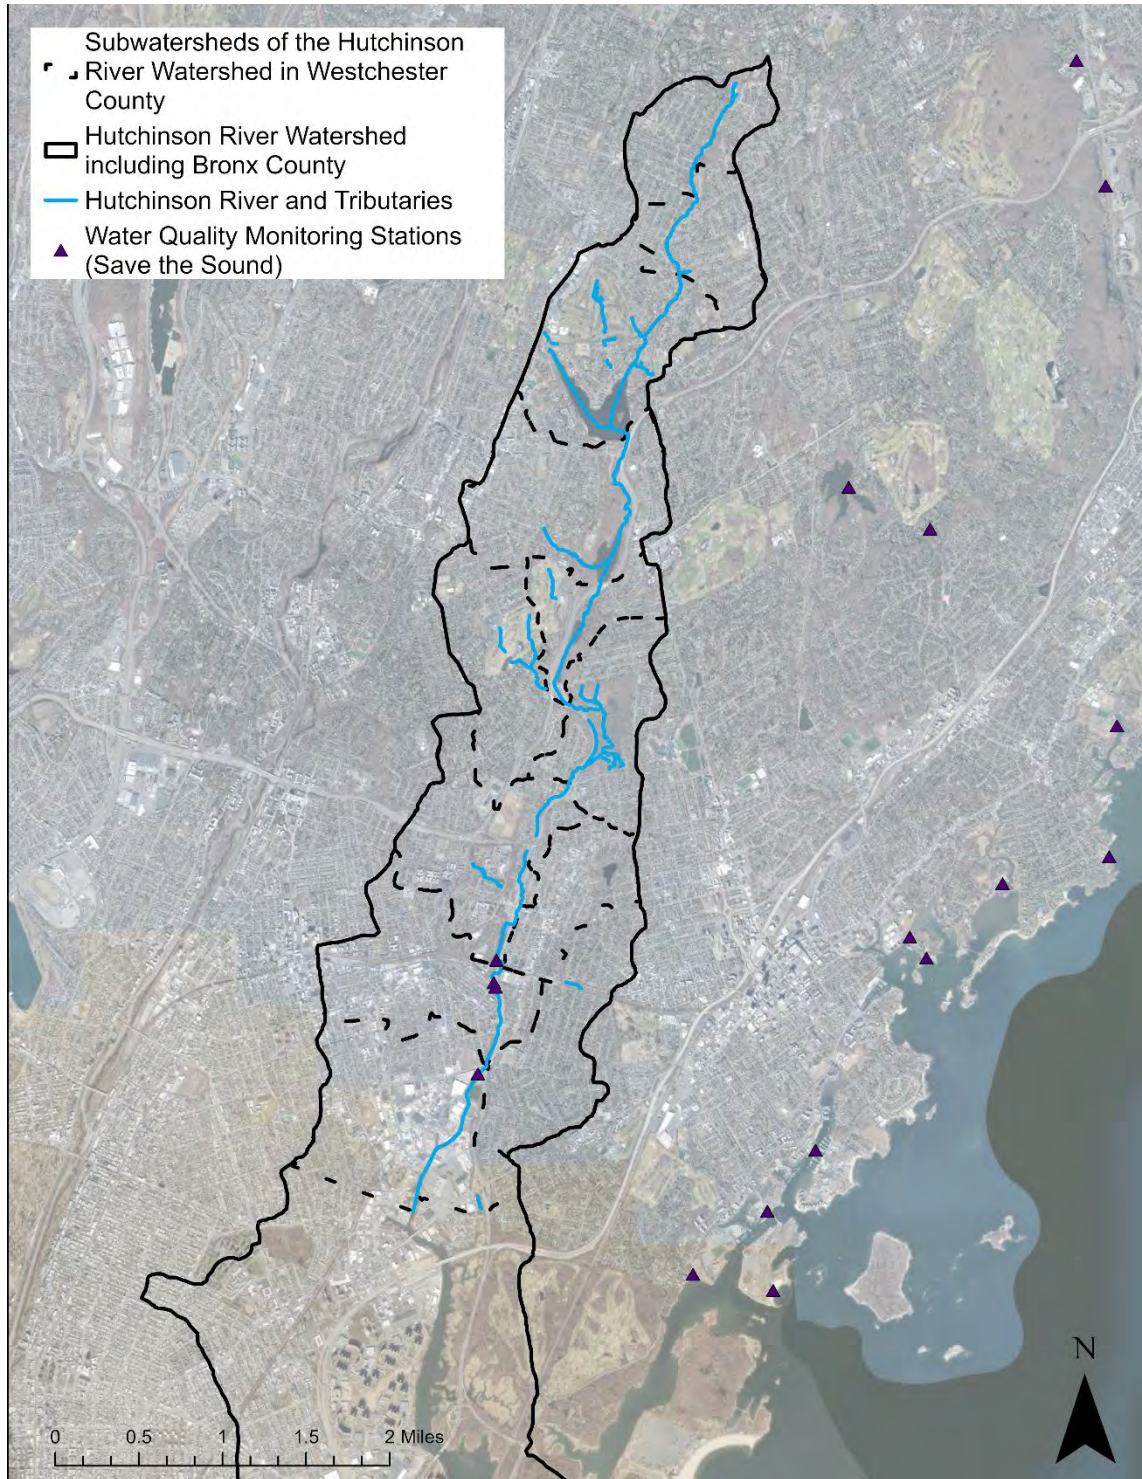 Subwatersheds of the Hutchinson
River Watershed in Westchester
County
Hutchinson River Watershed
including Bronx County
Hutchinson River and Tributaries
Water Quality Monitoring Stations
(Save the Sound)
N
0 0.5 1 1.5 2 Miles